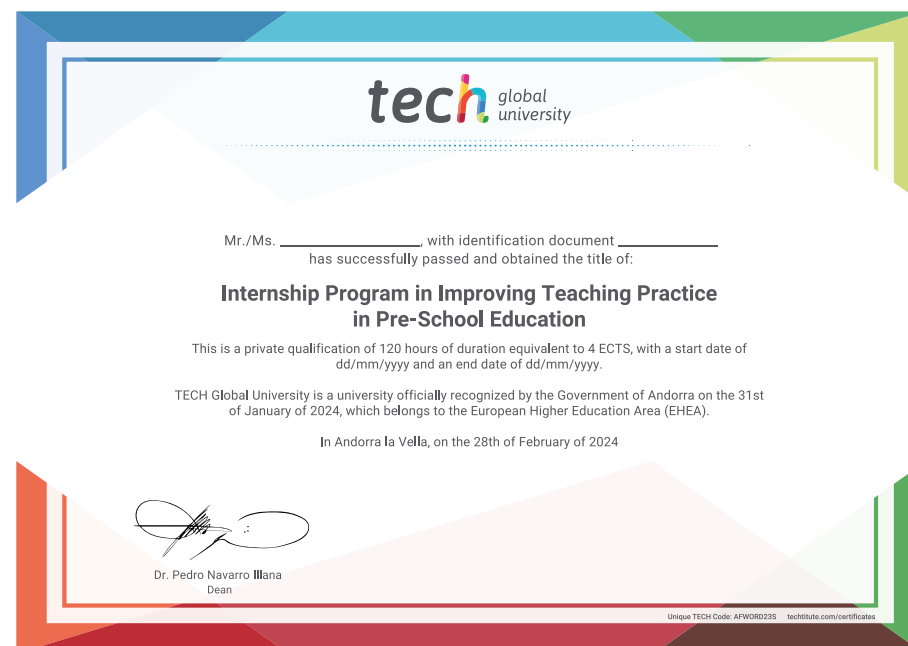 tech global
university
Mr./Ms. ____________________, with identification document ______________
has successfully passed and obtained the title of:
Internship Program in Improving Teaching Practice
in Pre-School Education
This is a private qualification of 120 hours of duration equivalent to 4 ECTS, with a start date of
dd/mm/yyyy and an end date of dd/mm/yyyy.
TECH Global University is a university officially recognized by the Government of Andorra on the 31st
of January of 2024, which belongs to the European Higher Education Area (EHEA).
In Andorra la Vella, on the 28th of February of 2024
Dr. Pedro Navarro Illana
Dean
Unique TECH Code: AFWORD23S techtitute.com/certificates